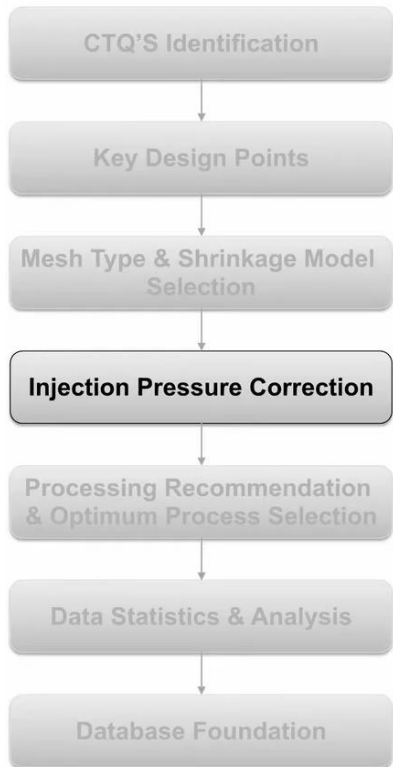 CTQ'S Identification
Key Design Points
Mesh Type & Shrinkage Model
Selection
Injection Pressure Correction
Processing Recommendation
& Optimum Process Selection
Data Statistics & Analysis
Database Foundation